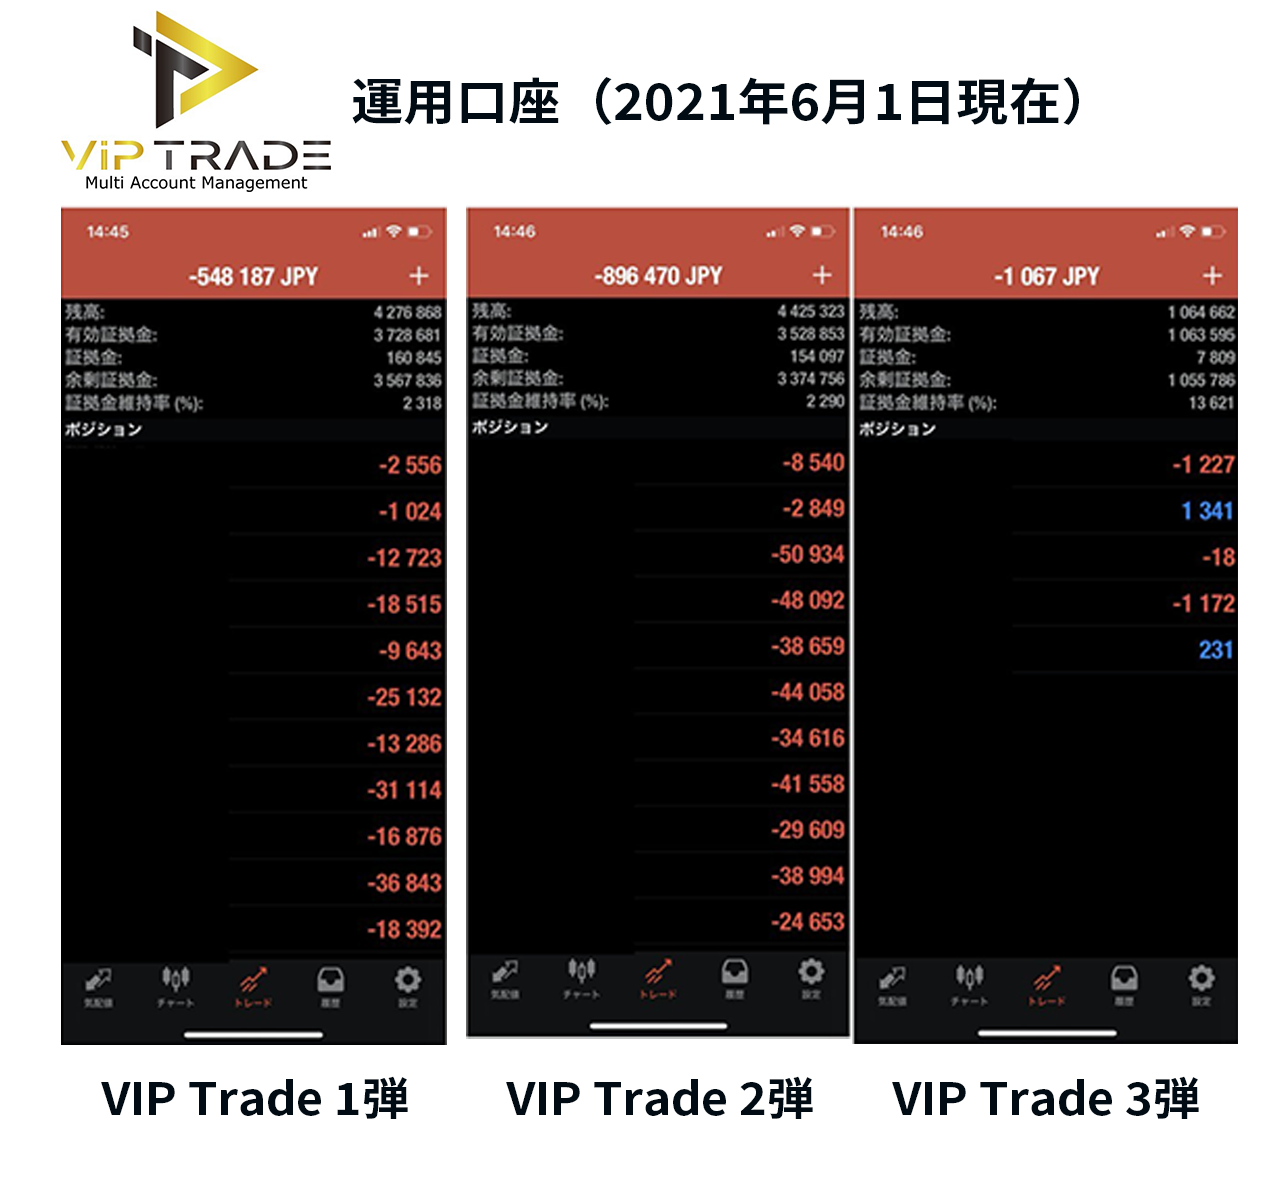 運用口座（2021年6月1日現在）
VIP TRADE
Multi Account Management
14:45
-548 187 JPY
残高: 4 276 868
有効証拠金: 3 728 681
証拠金: 160 845
余剰証拠金: 3 567 836
証拠金維持率 (%): 2 318
ポジション
-2 556
-1 024
-12 723
-18 515
-9 643
-25 132
-13 286
-31 114
-16 876
-36 843
-18 392
気配値 チャート トレード 履歴 設定
14:46
-896 470 JPY
残高: 4 425 323
有効証拠金: 3 528 853
証拠金: 154 097
余剰証拠金: 3 374 756
証拠金維持率 (%): 2 290
ポジション
-8 540
-2 849
-50 934
-48 092
-38 659
-44 058
-34 616
-41 558
-29 609
-38 994
-24 653
気配値 チャート トレード 履歴 設定
14:46
-1 067 JPY
残高: 1 064 662
有効証拠金: 1 063 595
証拠金: 7 809
余剰証拠金: 1 055 786
証拠金維持率 (%): 13 621
ポジション
-1 227
1 341
-18
-1 172
231
気配値 チャート トレード 履歴 設定
VIP Trade 1弾
VIP Trade 2弾
VIP Trade 3弾